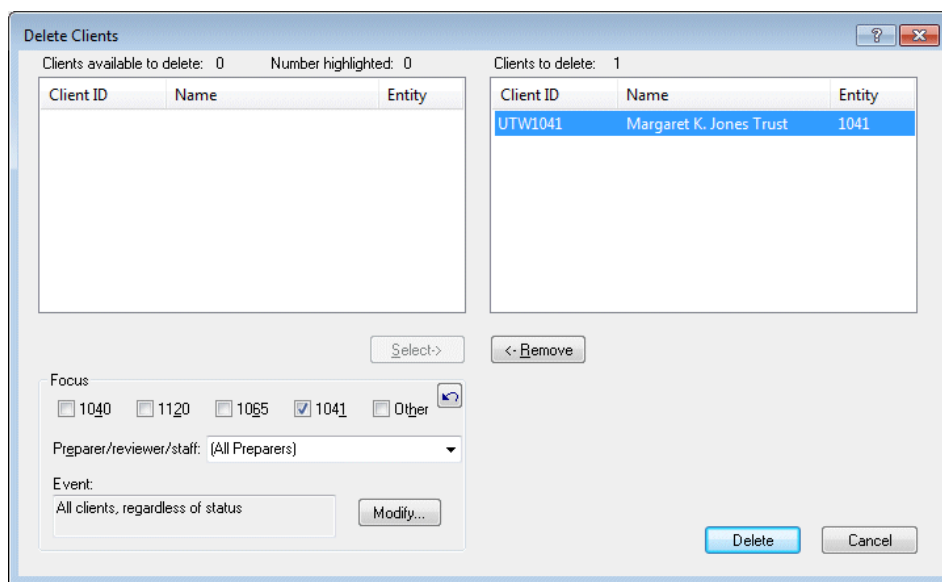 Delete Clients
Clients available to delete: 0 Number highlighted: 0
Client ID Name Entity
Clients to delete: 1
Client ID Name Entity
UTW1041 Margaret K. Jones Trust 1041
Select->
<- Remove
Focus
1040 1120 1065 1041 Other
Preparer/reviewer/staff: (All Preparers)
Event:
All clients, regardless of status
Modify...
Delete Cancel